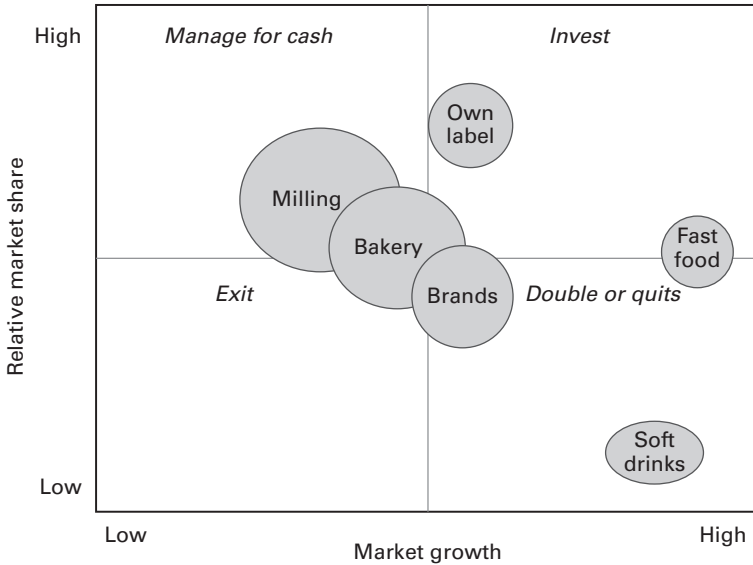 High
Manage for cash
Invest
Own
label
Relative market share
Milling
Bakery
Fast
food
Exit
Brands
Double or quits
Soft
drinks
Low
Low
High
Market growth